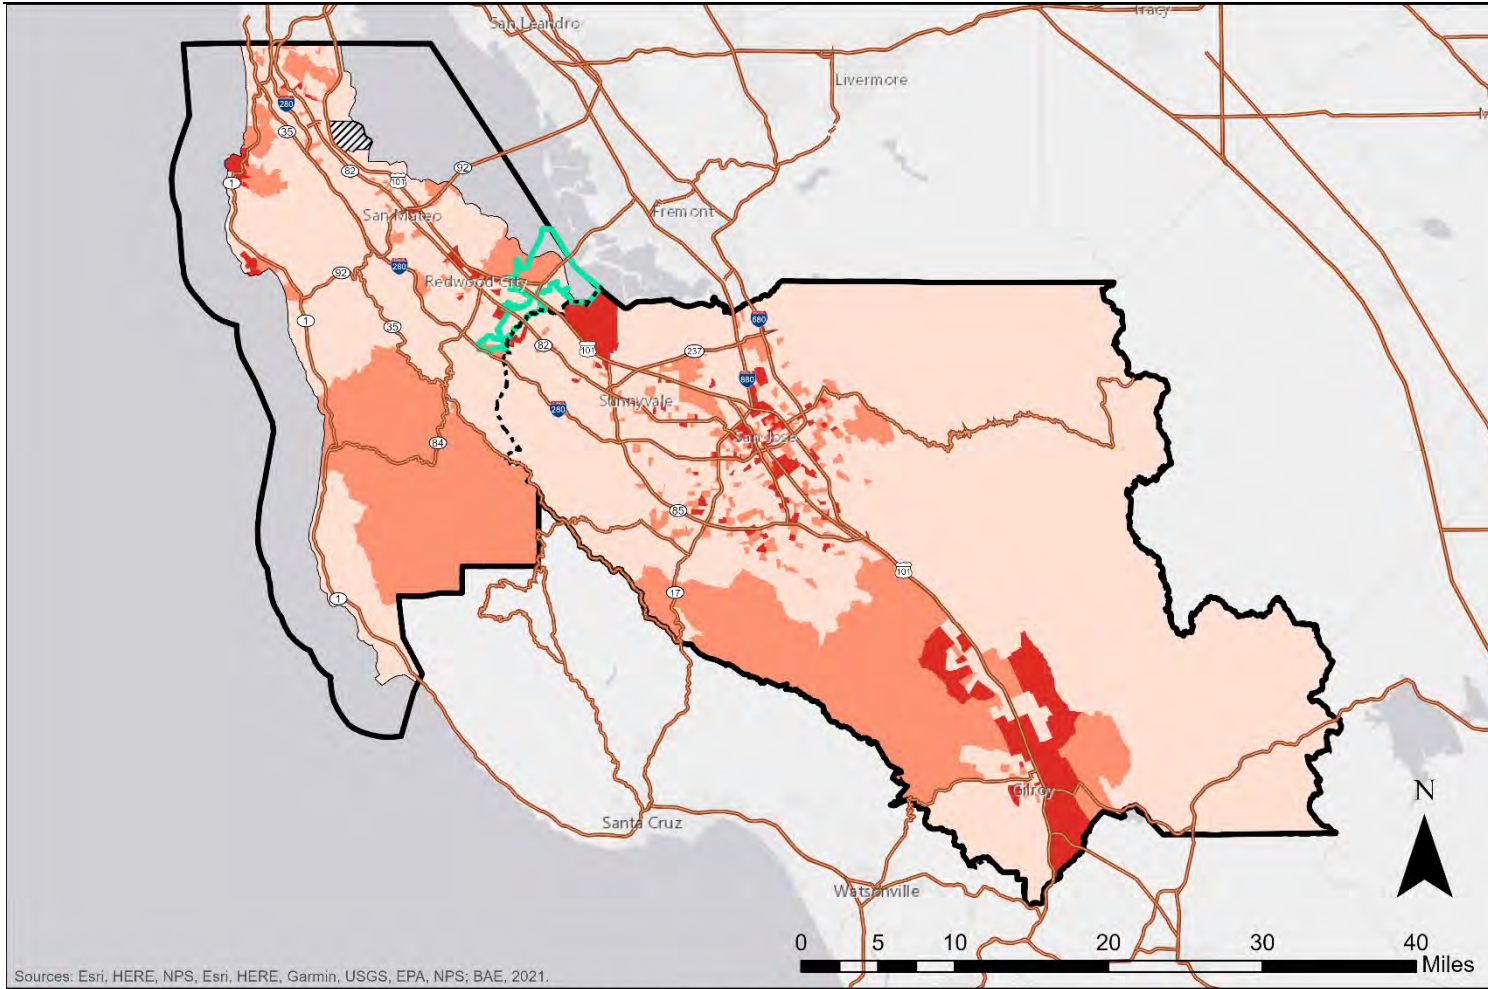 San Leandro
Tracy
Livermore
280
35
82
101
92
1
San Mateo
Fremont
280
92
Redwood City
1
35
82
101
237
680
880
280
Sunnyvale
San Jose
84
85
101
1
17
Gilroy
Santa Cruz
Watsonville
N
0 5 10 20 30 40
Miles
Sources: Esri, HERE, NPS, Esri, HERE, Garmin, USGS, EPA, NPS; BAE, 2021.